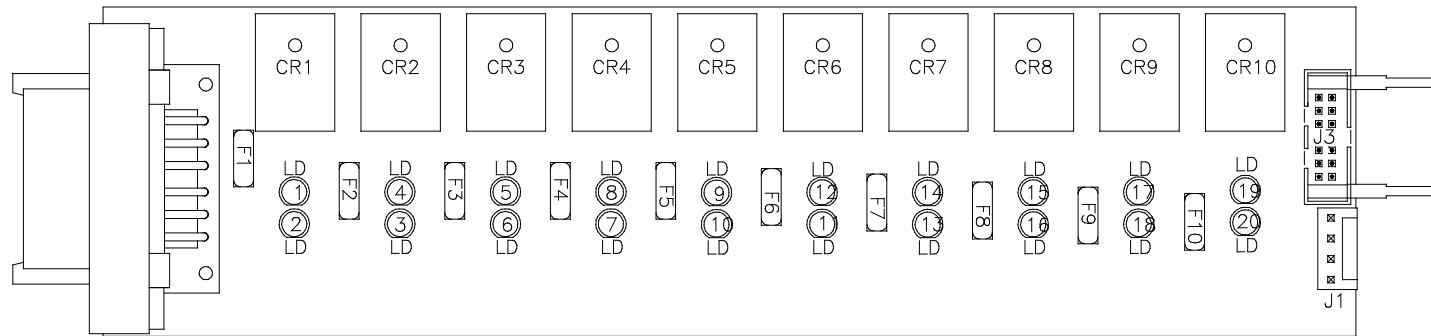 CR1 CR2 CR3 CR4 CR5 CR6 CR7 CR8 CR9 CR10
J3
F1 F2 F3 F4 F5 F6 F7 F8 F9 F10
LD LD LD LD LD LD LD LD LD LD
1 4 5 8 9 12 14 15 17 19
2 3 6 7 10 11 13 16 18 20
LD LD LD LD LD LD LD LD LD LD
J1